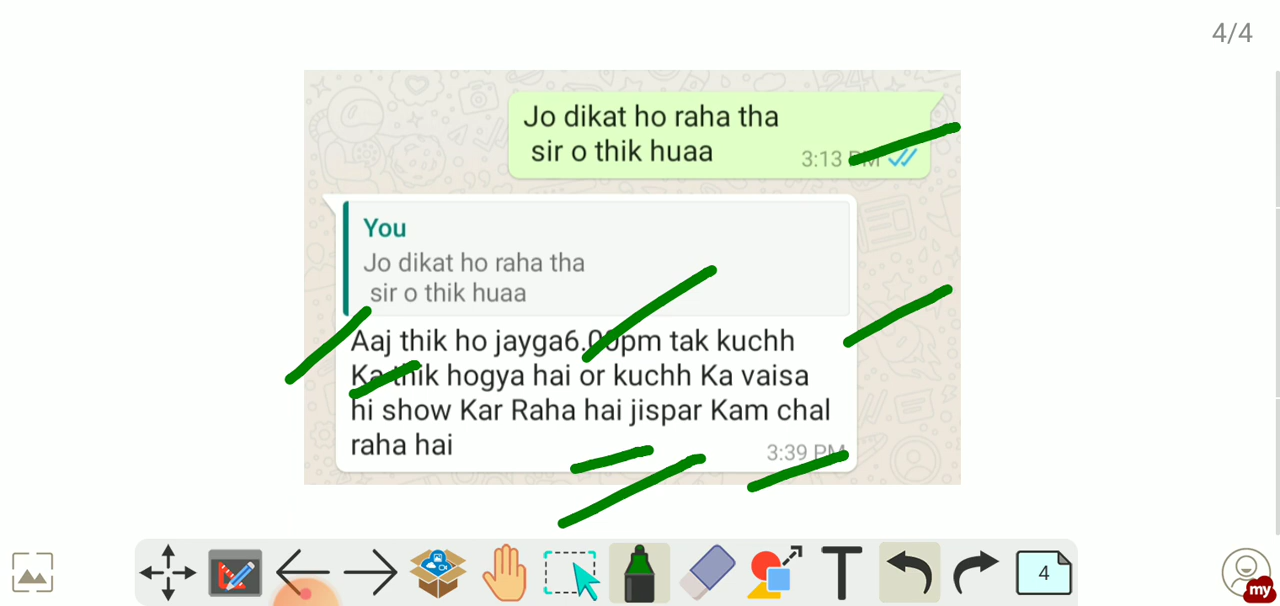 4/4
Jo dikat ho raha tha
sir o thik huaa
3:13 PM
You
Jo dikat ho raha tha
sir o thik huaa
Aaj thik ho jayga6.00pm tak kuchh
Ka thik hogya hai or kuchh Ka vaisa
hi show Kar Raha hai jispar Kam chal
raha hai
3:39 PM
T
4
my